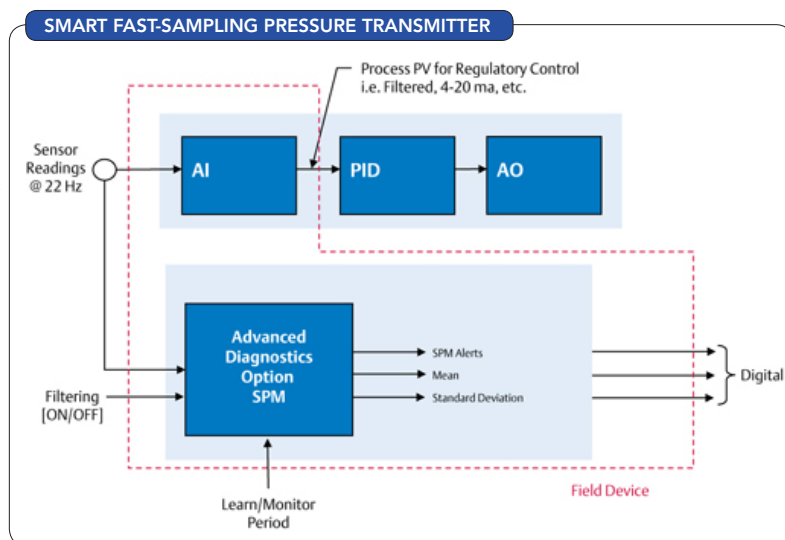 SMART FAST-SAMPLING PRESSURE TRANSMITTER
Process PV for Regulatory Control
i.e. Filtered, 4-20 ma, etc.
Sensor
Readings
@ 22 Hz
AI
PID
AO
Advanced
Diagnostics
Option
SPM
SPM Alerts
Mean
Standard Deviation
Digital
Filtering
[ON/OFF]
Learn/Monitor
Period
Field Device